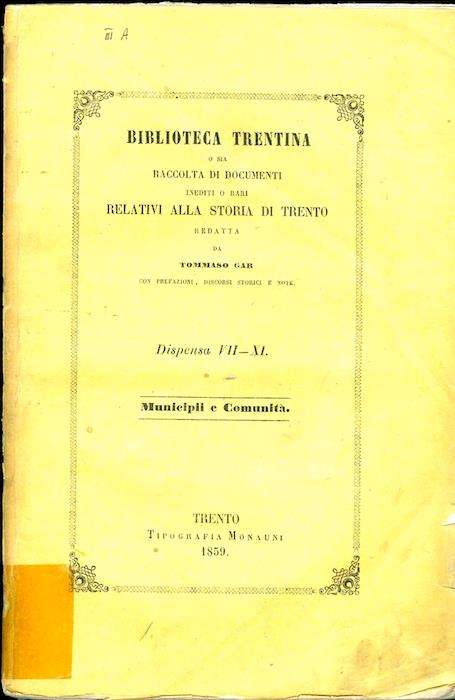 III A
BIBLIOTECA TRENTINA
O SIA
RACCOLTA DI DOCUMENTI
INEDITI O RARI
RELATIVI ALLA STORIA DI TRENTO
REDATTA
DA
TOMMASO GAR
CON PREFAZIONI, DISCORSI STORICI E NOTE.
Dispensa VII—XI.
Municipii e Comunità.
TRENTO
TIPOGRAFIA MONAUNI
1859.